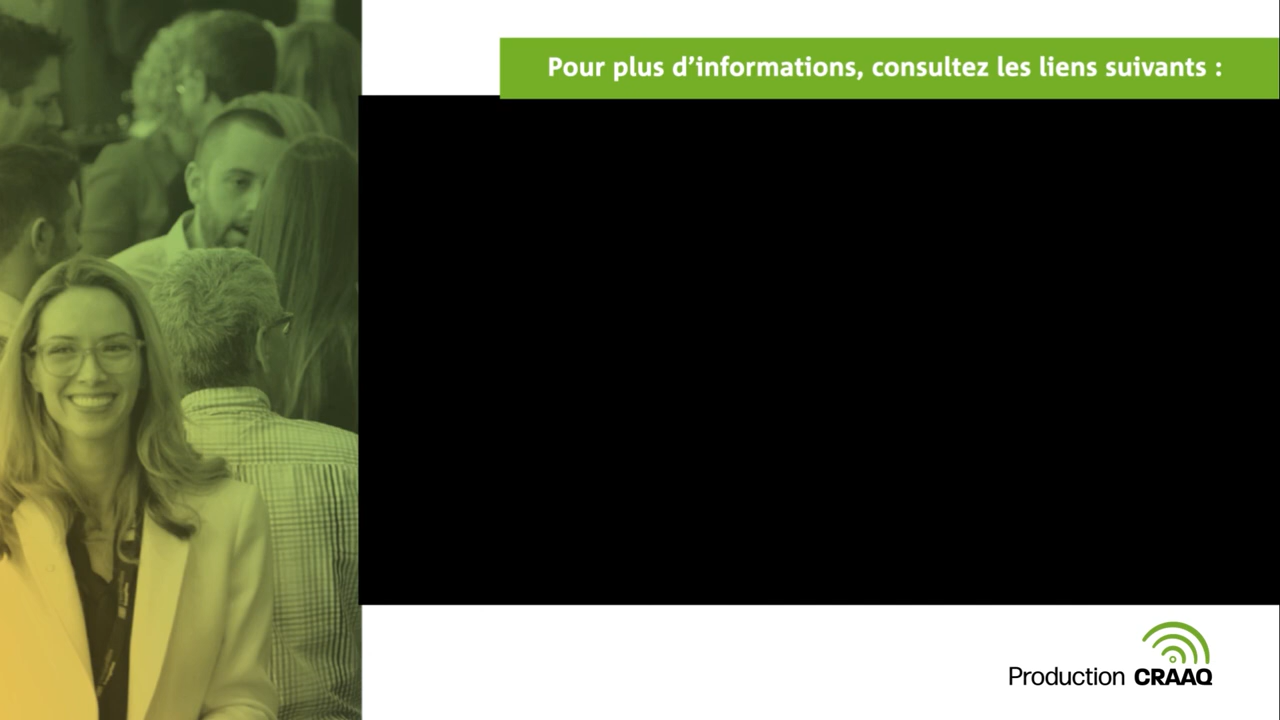 Pour plus d’informations, consultez les liens suivants :
Production CRAAQ